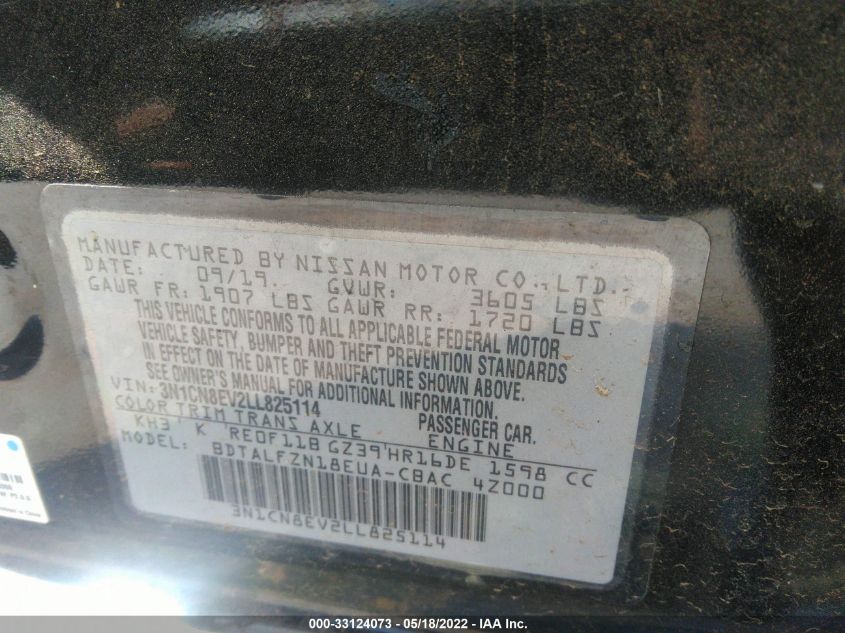 MANUFACTURED BY NISSAN MOTOR CO., LTD.
DATE: 09/19. GVWR: 3605 LBS
GAWR FR: 1907 LBS GAWR RR: 1720 LBS
THIS VEHICLE CONFORMS TO ALL APPLICABLE FEDERAL MOTOR
VEHICLE SAFETY, BUMPER AND THEFT PREVENTION STANDARDS
IN EFFECT ON THE DATE OF MANUFACTURE SHOWN ABOVE.
SEE OWNER'S MANUAL FOR ADDITIONAL INFORMATION.
VIN: 3N1CN8EV2LL825114 PASSENGER CAR.
COLOR TRIM TRANS AXLE ENGINE
KH3 K RE0F11B GZ39 HR16DE 1598 CC
MODEL: BDTALFZN18EUA-CBAC 4Z000
3N1CN8EV2LL825114
000-33124073 - 05/18/2022 - IAA Inc.